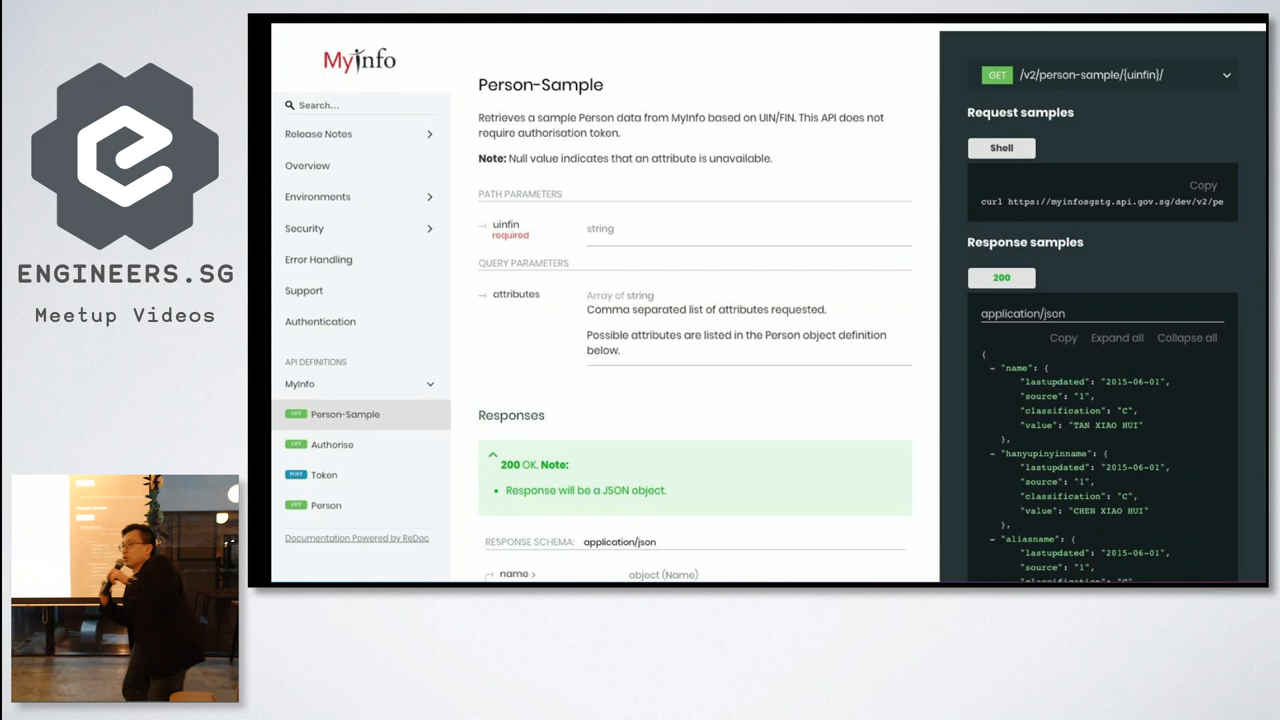 ENGINEERS.SG
Meetup Videos
MyInfo
Search...
Release Notes
Overview
Environments
Security
Error Handling
Support
Authentication
API DEFINITIONS
MyInfo
GET Person-Sample
GET Authorise
POST Token
GET Person
Documentation Powered by ReDoc
Person-Sample
Retrieves a sample Person data from MyInfo based on UIN/FIN. This API does not
require authorisation token.
Note: Null value indicates that an attribute is unavailable.
PATH PARAMETERS
uinfin
required
string
QUERY PARAMETERS
attributes
Array of string
Comma separated list of attributes requested.
Possible attributes are listed in the Person object definition
below.
Responses
200 OK. Note:
• Response will be a JSON object.
RESPONSE SCHEMA: application/json
name >
object (Name)
GET /v2/person-sample/{uinfin}/
Request samples
Shell
Copy
curl https://myinfosgstg.api.gov.sg/dev/v2/pe
Response samples
200
application/json
Copy Expand all Collapse all
{
- "name": {
"lastupdated": "2015-06-01",
"source": "1",
"classification": "C",
"value": "TAN XIAO HUI"
},
- "hanyupinyinname": {
"lastupdated": "2015-06-01",
"source": "1",
"classification": "C",
"value": "CHEN XIAO HUI"
},
- "aliasname": {
"lastupdated": "2015-06-01",
"source": "1",
"classification": "C",